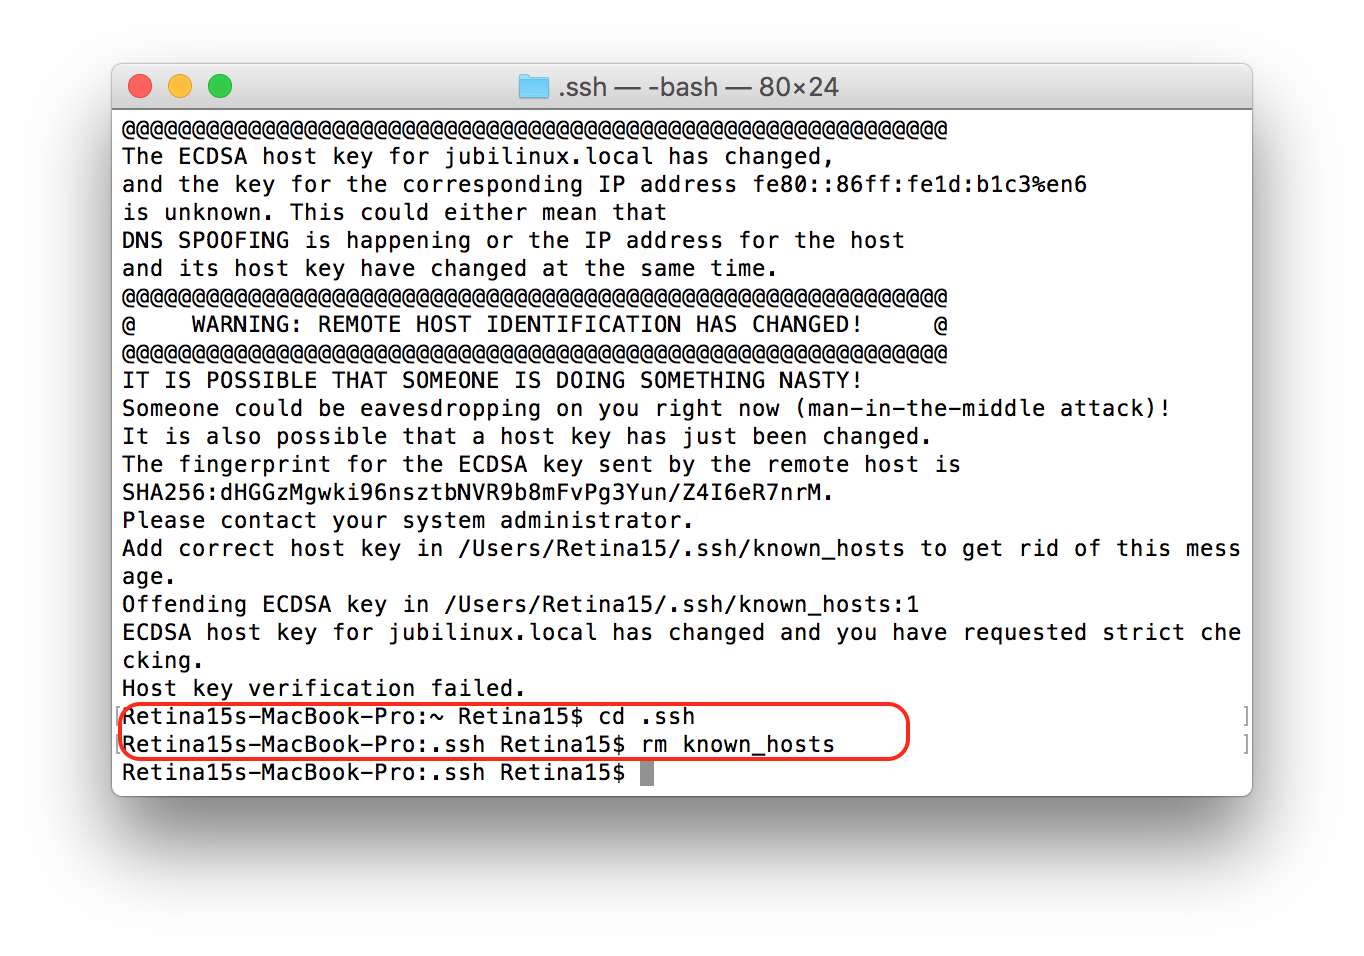 .ssh — -bash — 80×24
@@@@@@@@@@@@@@@@@@@@@@@@@@@@@@@@@@@@@@@@@@@@@@@@@@@@@@@@@@@
The ECDSA host key for jubilinux.local has changed,
and the key for the corresponding IP address fe80::86ff:fe1d:b1c3%en6
is unknown. This could either mean that
DNS SPOOFING is happening or the IP address for the host
and its host key have changed at the same time.
@@@@@@@@@@@@@@@@@@@@@@@@@@@@@@@@@@@@@@@@@@@@@@@@@@@@@@@@@@@
@    WARNING: REMOTE HOST IDENTIFICATION HAS CHANGED!     @
@@@@@@@@@@@@@@@@@@@@@@@@@@@@@@@@@@@@@@@@@@@@@@@@@@@@@@@@@@@
IT IS POSSIBLE THAT SOMEONE IS DOING SOMETHING NASTY!
Someone could be eavesdropping on you right now (man-in-the-middle attack)!
It is also possible that a host key has just been changed.
The fingerprint for the ECDSA key sent by the remote host is
SHA256:dHGGzMgwki96nsztbNVR9b8mFvPg3Yun/Z4I6eR7nrM.
Please contact your system administrator.
Add correct host key in /Users/Retina15/.ssh/known_hosts to get rid of this mess
age.
Offending ECDSA key in /Users/Retina15/.ssh/known_hosts:1
ECDSA host key for jubilinux.local has changed and you have requested strict che
cking.
Host key verification failed.
[Retina15s-MacBook-Pro:~ Retina15$ cd .ssh ]
[Retina15s-MacBook-Pro:.ssh Retina15$ rm known_hosts ]
Retina15s-MacBook-Pro:.ssh Retina15$